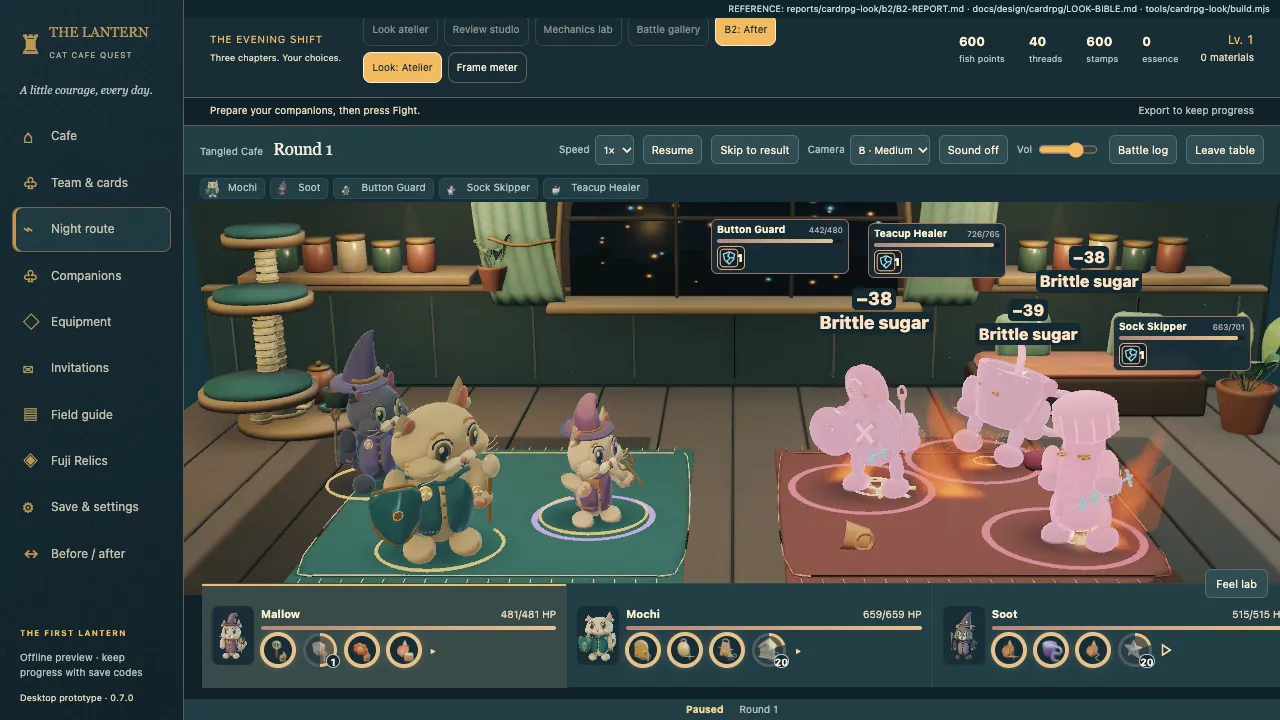 REFERENCE: reports/cardrpg-look/b2/B2-REPORT.md · docs/design/cardrpg/LOOK-BIBLE.md · tools/cardrpg-look/build.mjs
THE LANTERN
CAT CAFE QUEST
A little courage, every day.
Cafe
Team & cards
Night route
Companions
Equipment
Invitations
Field guide
Fuji Relics
Save & settings
Before / after
THE FIRST LANTERN
Offline preview · keep
progress with save codes
Desktop prototype · 0.7.0
THE EVENING SHIFT
Three chapters. Your choices.
Look atelier
Review studio
Mechanics lab
Battle gallery
B2: After
Look: Atelier
Frame meter
600
fish points
40
threads
600
stamps
0
essence
Lv. 1
0 materials
Prepare your companions, then press Fight.
Export to keep progress
Tangled Cafe
Round 1
Speed
1x
Resume
Skip to result
Camera
B · Medium
Sound off
Vol
Battle log
Leave table
Mochi
Soot
Button Guard
Sock Skipper
Teacup Healer
Button Guard 442/480
1
Teacup Healer 726/765
1
−38
Brittle sugar
−38
Brittle sugar
−39
Brittle sugar
Sock Skipper 663/701
1
Feel lab
Mallow 481/481 HP
1
Mochi 659/659 HP
20
Soot 515/515 H
20
Paused Round 1